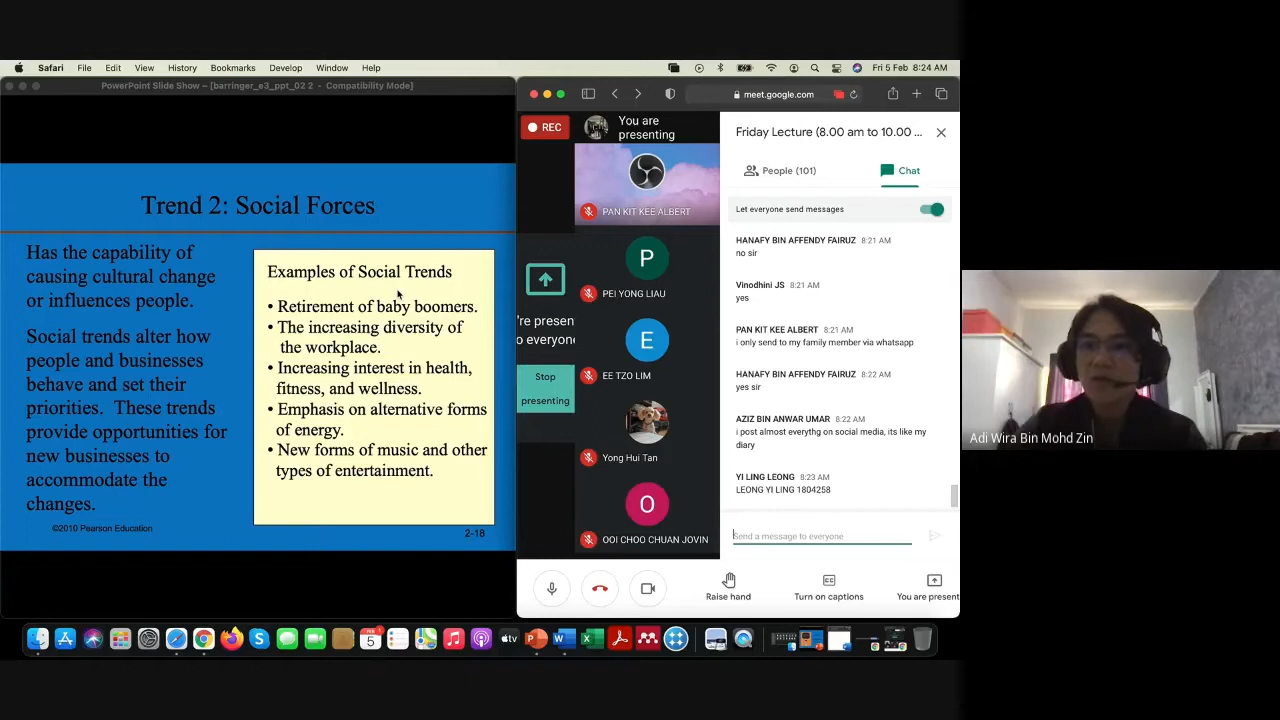 Safari File Edit View History Bookmarks Develop Window Help
Fri 5 Feb 8:24 AM
PowerPoint Slide Show – [barringer_e3_ppt_02 2 - Compatibility Mode]
Trend 2: Social Forces
Has the capability of
causing cultural change
or influences people.
Social trends alter how
people and businesses
behave and set their
priorities. These trends
provide opportunities for
new businesses to
accommodate the
changes.
Examples of Social Trends
• Retirement of baby boomers.
• The increasing diversity of
the workplace.
• Increasing interest in health,
fitness, and wellness.
• Emphasis on alternative forms
of energy.
• New forms of music and other
types of entertainment.
©2010 Pearson Education
2-18
meet.google.com
REC
You are
presenting
PAN KIT KEE ALBERT
P
PEI YONG LIAU
're presen
o everyone
Stop
presenting
E
EE TZO LIM
Yong Hui Tan
O
OOI CHOO CHUAN JOVIN
Friday Lecture (8.00 am to 10.00 ...
People (101)
Chat
Let everyone send messages
HANAFY BIN AFFENDY FAIRUZ 8:21 AM
no sir
Vinodhini JS 8:21 AM
yes
PAN KIT KEE ALBERT 8:21 AM
i only send to my family member via whatsapp
HANAFY BIN AFFENDY FAIRUZ 8:22 AM
yes sir
AZIZ BIN ANWAR UMAR 8:22 AM
i post almost everythg on social media, its like my
diary
YI LING LEONG 8:23 AM
LEONG YI LING 1804258
Send a message to everyone
Raise hand
Turn on captions
You are present
5
tv
Adi Wira Bin Mohd Zin